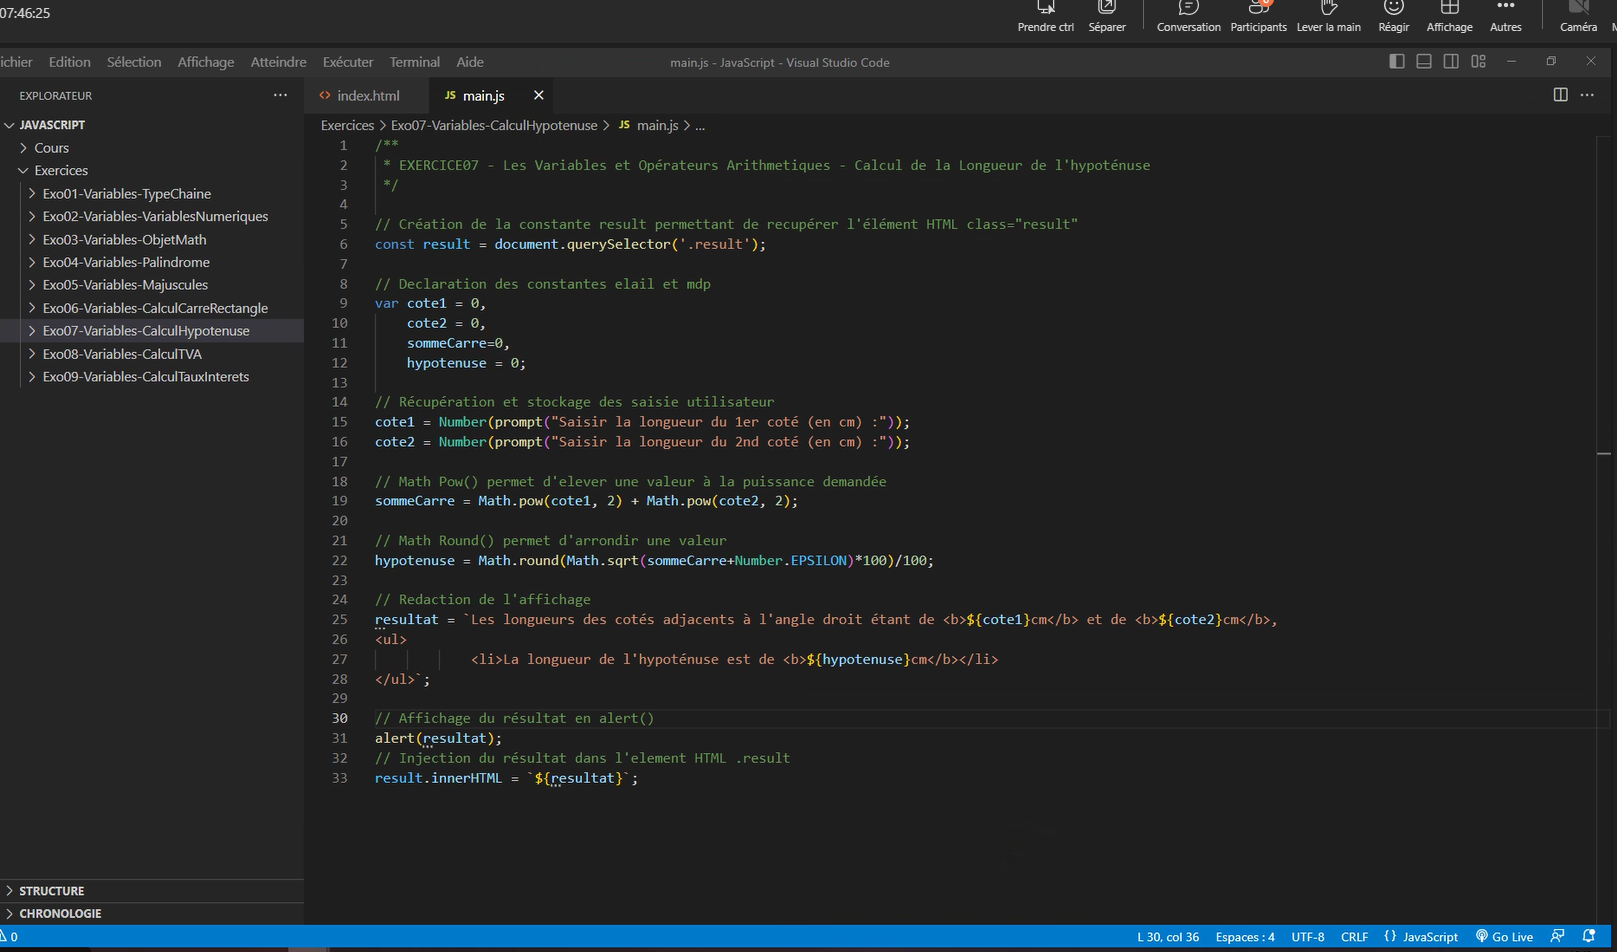 07:46:25
Prendre ctrl Séparer Conversation Participants Lever la main Réagir Affichage Autres Caméra
ichier Edition Sélection Affichage Atteindre Exécuter Terminal Aide main.js - JavaScript - Visual Studio Code
EXPLORATEUR ...
index.html JS main.js
JAVASCRIPT
Cours
Exercices
Exo01-Variables-TypeChaine
Exo02-Variables-VariablesNumeriques
Exo03-Variables-ObjetMath
Exo04-Variables-Palindrome
Exo05-Variables-Majuscules
Exo06-Variables-CalculCarreRectangle
Exo07-Variables-CalculHypotenuse
Exo08-Variables-CalculTVA
Exo09-Variables-CalculTauxInterets
STRUCTURE
CHRONOLOGIE
Exercices > Exo07-Variables-CalculHypotenuse > JS main.js > ...
1 /**
2 * EXERCICE07 - Les Variables et Opérateurs Arithmetiques - Calcul de la Longueur de l'hypoténuse
3 */
4
5 // Création de la constante result permettant de recupérer l'élément HTML class="result"
6 const result = document.querySelector('.result');
7
8 // Declaration des constantes elail et mdp
9 var cote1 = 0,
10 cote2 = 0,
11 sommeCarre=0,
12 hypotenuse = 0;
13
14 // Récupération et stockage des saisie utilisateur
15 cote1 = Number(prompt("Saisir la longueur du 1er coté (en cm) :"));
16 cote2 = Number(prompt("Saisir la longueur du 2nd coté (en cm) :"));
17
18 // Math Pow() permet d'elever une valeur à la puissance demandée
19 sommeCarre = Math.pow(cote1, 2) + Math.pow(cote2, 2);
20
21 // Math Round() permet d'arrondir une valeur
22 hypotenuse = Math.round(Math.sqrt(sommeCarre+Number.EPSILON)*100)/100;
23
24 // Redaction de l'affichage
25 resultat = `Les longueurs des cotés adjacents à l'angle droit étant de <b>${cote1}cm</b> et de <b>${cote2}cm</b>,
26 <ul>
27 <li>La longueur de l'hypoténuse est de <b>${hypotenuse}cm</b></li>
28 </ul>`;
29
30 // Affichage du résultat en alert()
31 alert(resultat);
32 // Injection du résultat dans l'element HTML .result
33 result.innerHTML = `${resultat}`;
0 L 30, col 36 Espaces : 4 UTF-8 CRLF {} JavaScript Go Live